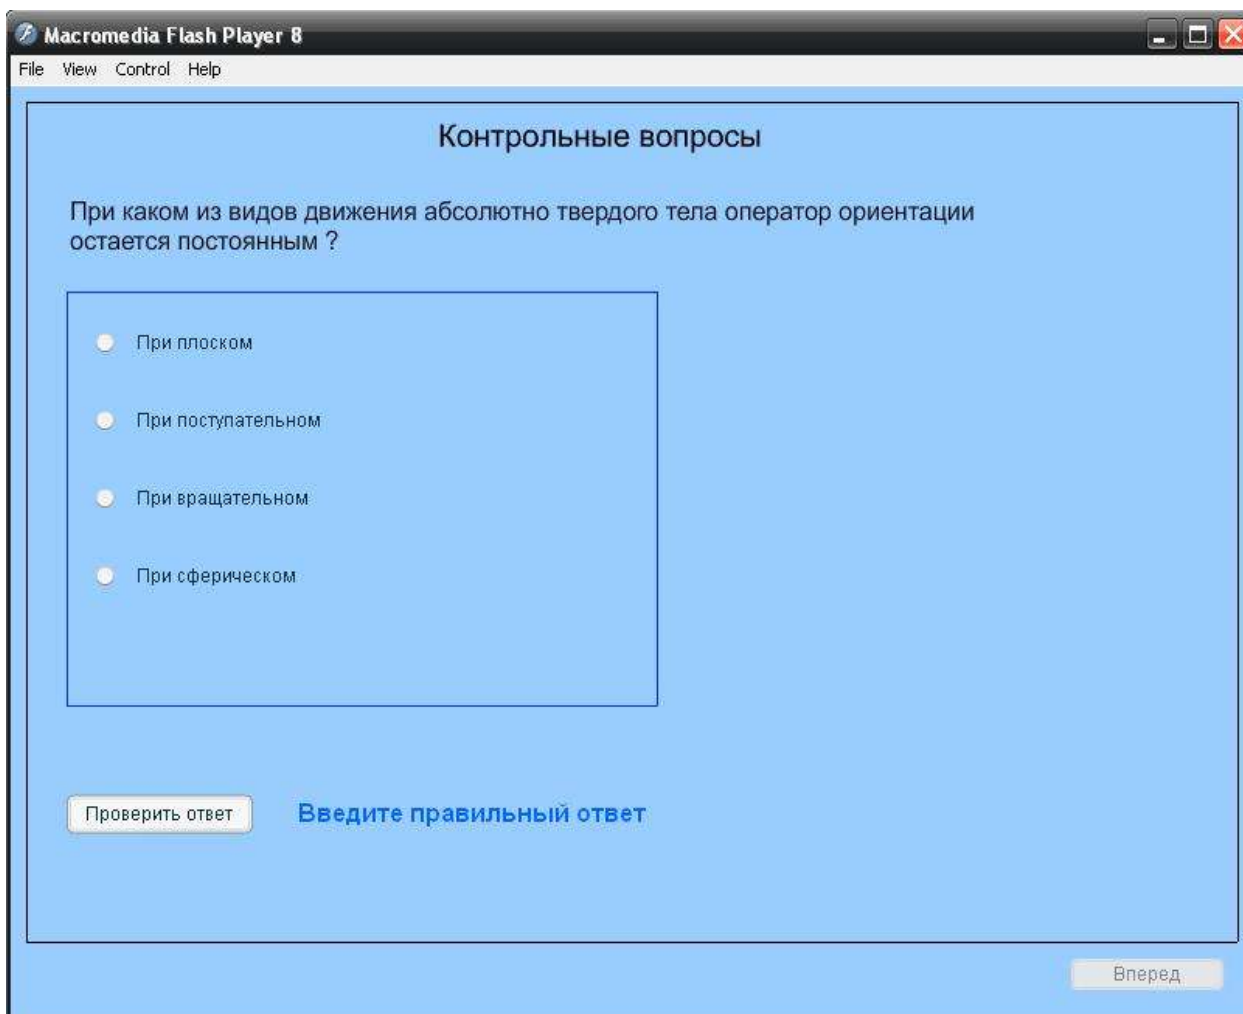 Macromedia Flash Player 8
File View Control Help
Контрольные вопросы
При каком из видов движения абсолютно твердого тела оператор ориентации
остается постоянным ?
При плоском
При поступательном
При вращательном
При сферическом
Проверить ответ
Введите правильный ответ
Вперед